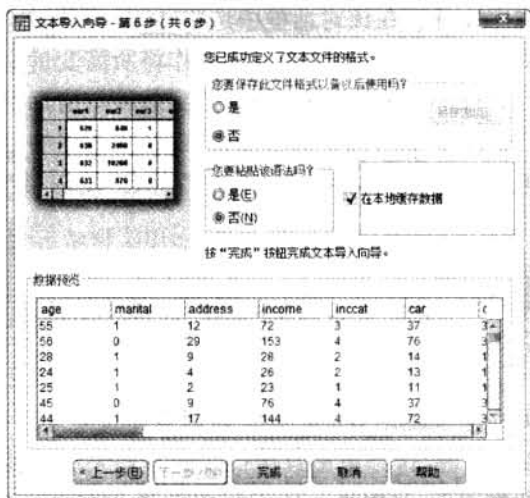 文本导入向导 - 第 6 步 (共 6 步)
您已成功定义了文本文件的格式。
您要保存此文件格式以备以后使用吗?
是
否
您要粘贴该语法吗?
是(E)
否(N)
在本地缓存数据
按“完成”按钮完成文本导入向导。
var1 var2 var3
数据预览
age marital address income inccat car
55 1 12 72 3 37
56 0 29 153 4 76
28 1 9 28 2 14
24 1 4 26 2 13
25 1 2 23 1 11
45 0 9 76 4 37
44 1 17 144 4 72
上一步(B) 下一步 完成 取消 帮助